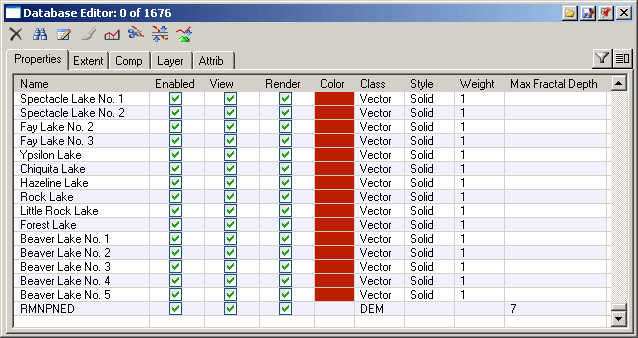 Database Editor: 0 of 1676
Properties Extent Comp Layer Attrib
Name Enabled View Render Color Class Style Weight Max Fractal Depth
Spectacle Lake No. 1 Vector Solid 1
Spectacle Lake No. 2 Vector Solid 1
Fay Lake No. 2 Vector Solid 1
Fay Lake No. 3 Vector Solid 1
Ypsilon Lake Vector Solid 1
Chiquita Lake Vector Solid 1
Hazeline Lake Vector Solid 1
Rock Lake Vector Solid 1
Little Rock Lake Vector Solid 1
Forest Lake Vector Solid 1
Beaver Lake No. 1 Vector Solid 1
Beaver Lake No. 2 Vector Solid 1
Beaver Lake No. 3 Vector Solid 1
Beaver Lake No. 4 Vector Solid 1
Beaver Lake No. 5 Vector Solid 1
RMNPNED DEM 7